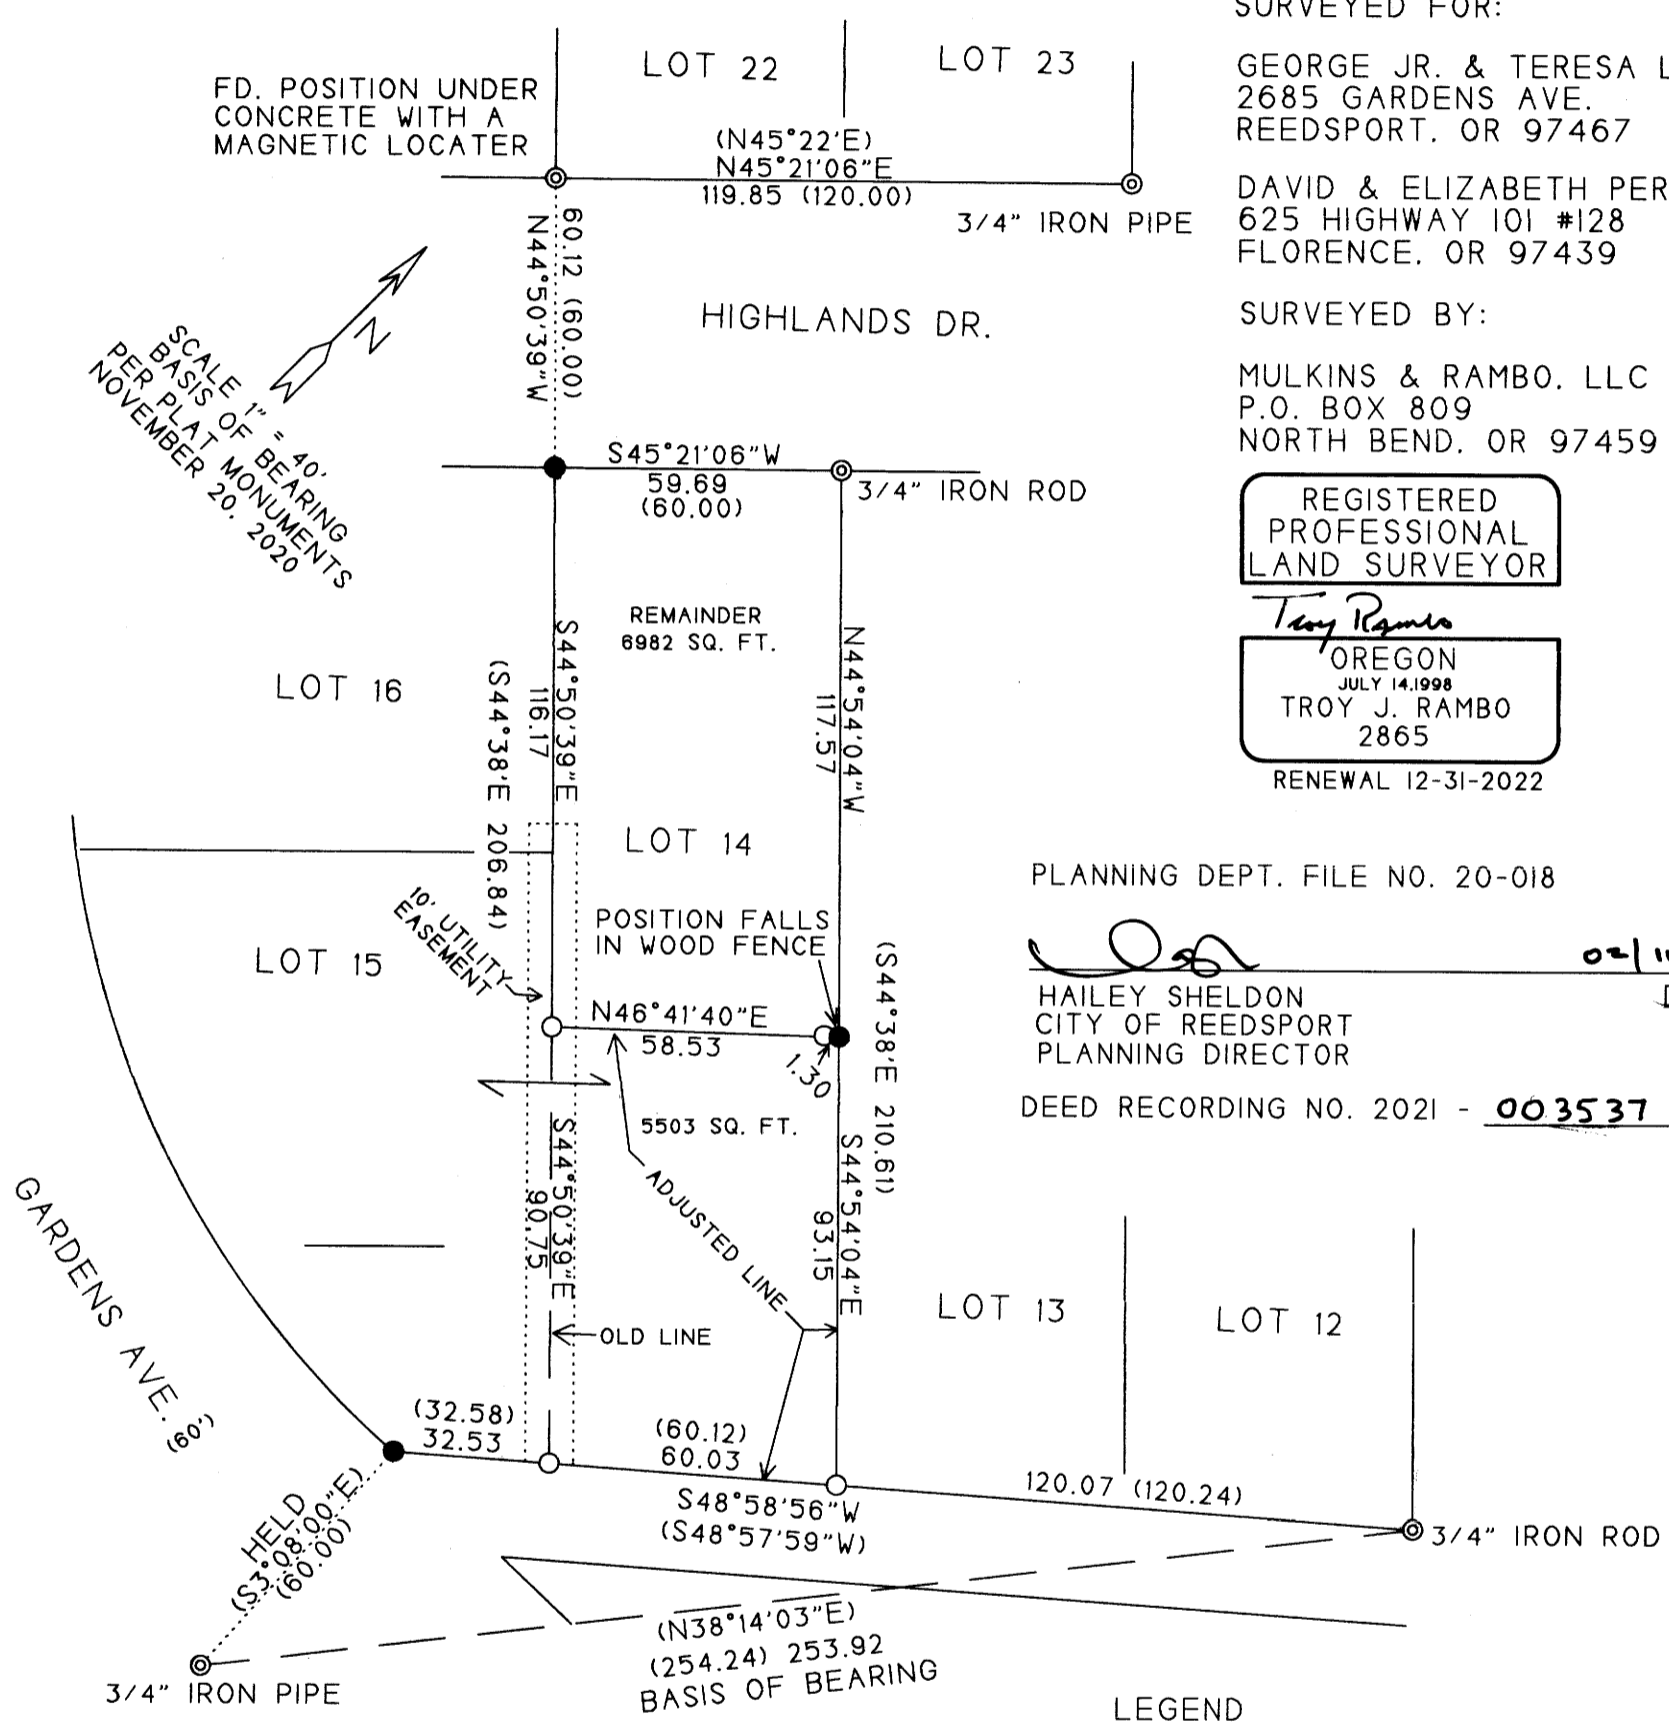 SURVEYED FOR:
GEORGE JR. & TERESA
2685 GARDENS AVE.
REEDSPORT, OR 97467
DAVID & ELIZABETH
625 HIGHWAY 101 #128
FLORENCE, OR 97439
SURVEYED BY:
MULKINS & RAMBO, LLC
P.O. BOX 809
NORTH BEND, OR 97459
REGISTERED
PROFESSIONAL
LAND SURVEYOR
Troy Rambo
OREGON
JULY 14,1998
TROY J. RAMBO
2865
RENEWAL 12-31-2022
PLANNING DEPT. FILE NO. 20-018
HAILEY SHELDON
CITY OF REEDSPORT
PLANNING DIRECTOR
DEED RECORDING NO. 2021 - 003537
LOT 22
LOT 23
FD. POSITION UNDER
CONCRETE WITH A
MAGNETIC LOCATER
(N45°22'E)
N45°21'06"E
119.85 (120.00)
3/4" IRON PIPE
60.12 (60.00)
N44°50'39"W
HIGHLANDS DR.
N
SCALE 1" = 40'
BASIS OF BEARING
PER PLAT MONUMENTS
NOVEMBER 20, 2020
S45°21'06"W
59.69
(60.00)
3/4" IRON ROD
REMAINDER
6982 SQ. FT.
LOT 16
S44°50'39"E
116.17
(S44°38'E 206.84)
N44°54'04"W
117.57
LOT 14
LOT 15
10' UTILITY
EASEMENT
POSITION FALLS
IN WOOD FENCE
N46°41'40"E
58.53
1.30
(S44°38'E 210.61)
5503 SQ. FT.
S44°50'39"E
90.75
ADJUSTED LINE
S44°54'04"E
93.15
OLD LINE
LOT 13
LOT 12
GARDENS AVE. (60')
(32.58)
32.53
(60.12)
60.03
S48°58'56"W
(S48°57'59"W)
120.07 (120.24)
3/4" IRON ROD
HELD
(S3°08'00"E)
(60.00)
3/4" IRON PIPE
(N38°14'03"E)
(254.24) 253.92
BASIS OF BEARING
LEGEND